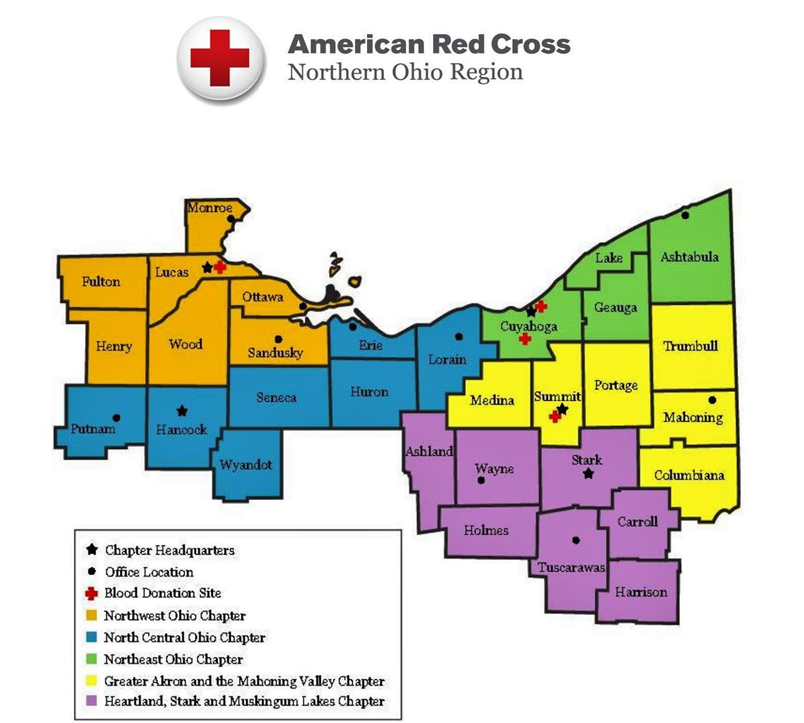 American Red Cross
Northern Ohio Region
Monroe
Fulton
Lucas
Ottawa
Henry
Wood
Sandusky
Erie
Lorain
Cuyahoga
Lake
Geauga
Ashtabula
Trumbull
Putnam
Hancock
Seneca
Huron
Wyandot
Medina
Summit
Portage
Mahoning
Columbiana
Ashland
Wayne
Stark
Holmes
Carroll
Tuscarawas
Harrison
Chapter Headquarters
Office Location
Blood Donation Site
Northwest Ohio Chapter
North Central Ohio Chapter
Northeast Ohio Chapter
Greater Akron and the Mahoning Valley Chapter
Heartland, Stark and Muskingum Lakes Chapter